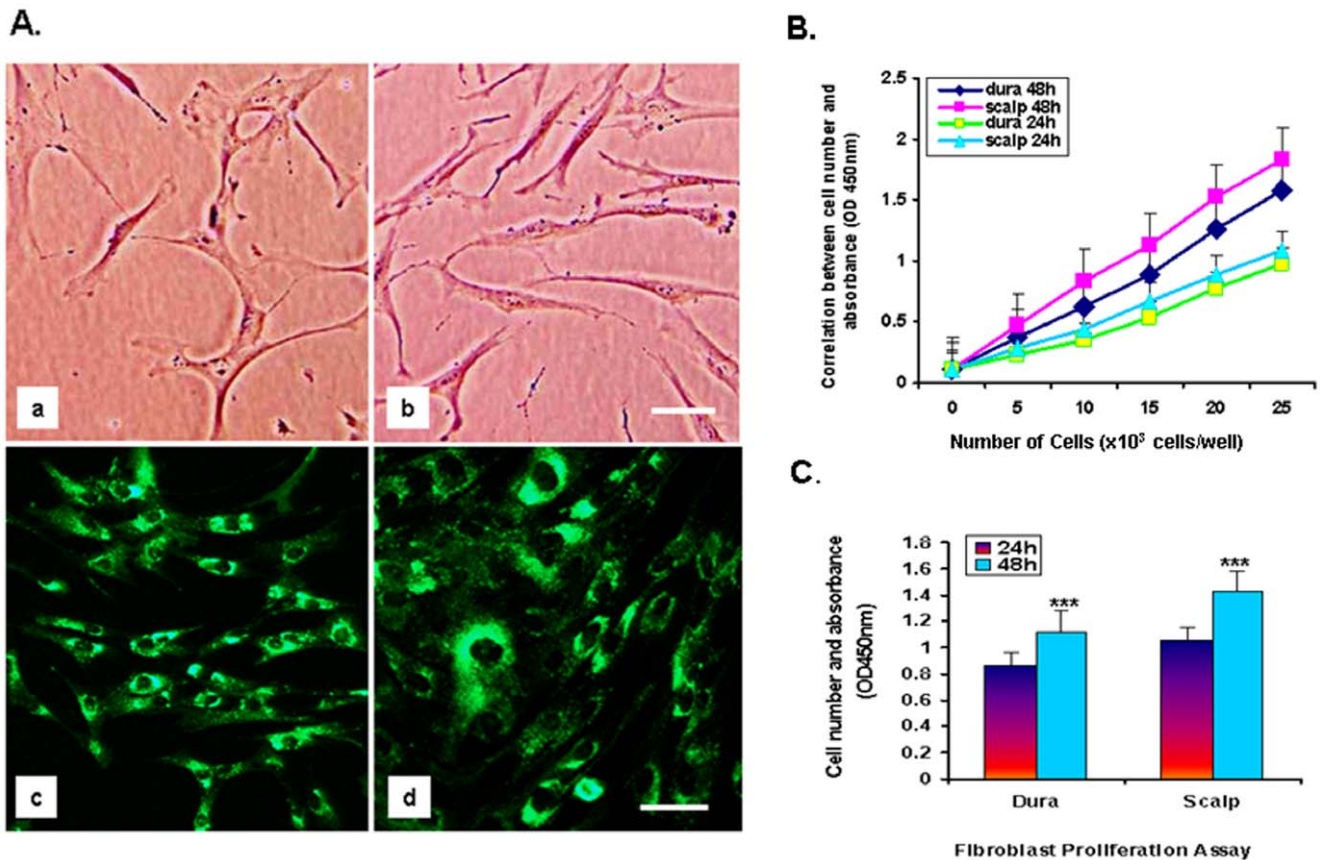 A.
a
b
c
d
B.
Correlation between cell number and
absorbance (OD 450nm)
2.5
2
1.5
1
0.5
0
dura 48h
scalp 48h
dura 24h
scalp 24h
0 5 10 15 20 25
Number of Cells (x10³ cells/well)
C.
Cell number and absorbance
(OD450nm)
1.8
1.6
1.4
1.2
1
0.8
0.6
0.4
0.2
0
24h
48h
***
***
Dura Scalp
Fibroblast Proliferation Assay